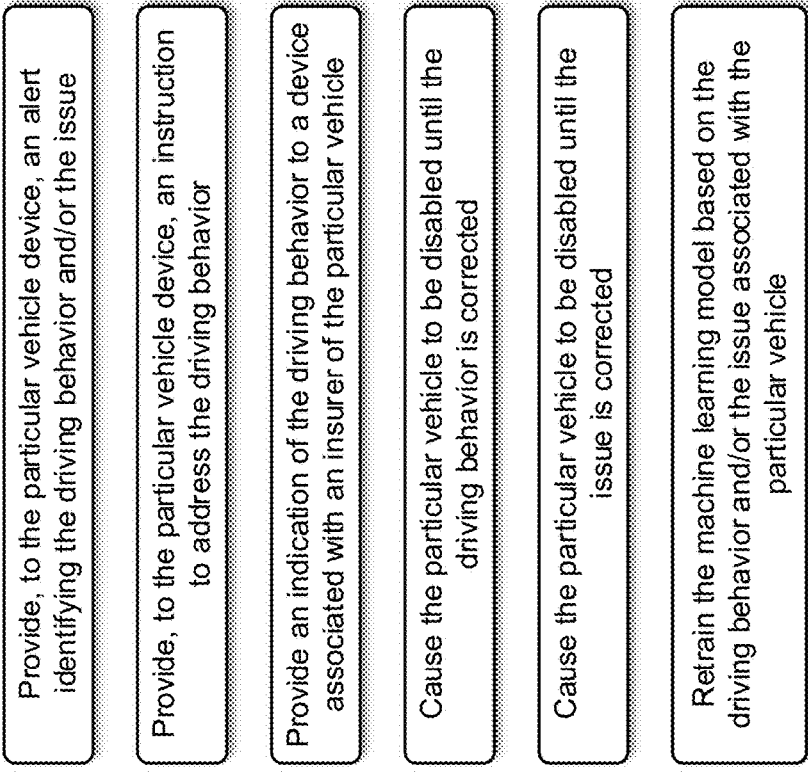 Provide, to the particular vehicle device, an alert
identifying the driving behavior and/or the issue
Provide, to the particular vehicle device, an instruction
to address the driving behavior
Provide an indication of the driving behavior to a device
associated with an insurer of the particular vehicle
Cause the particular vehicle to be disabled until the
driving behavior is corrected
Cause the particular vehicle to be disabled until the
issue is corrected
Retrain the machine learning model based on the
driving behavior and/or the issue associated with the
particular vehicle